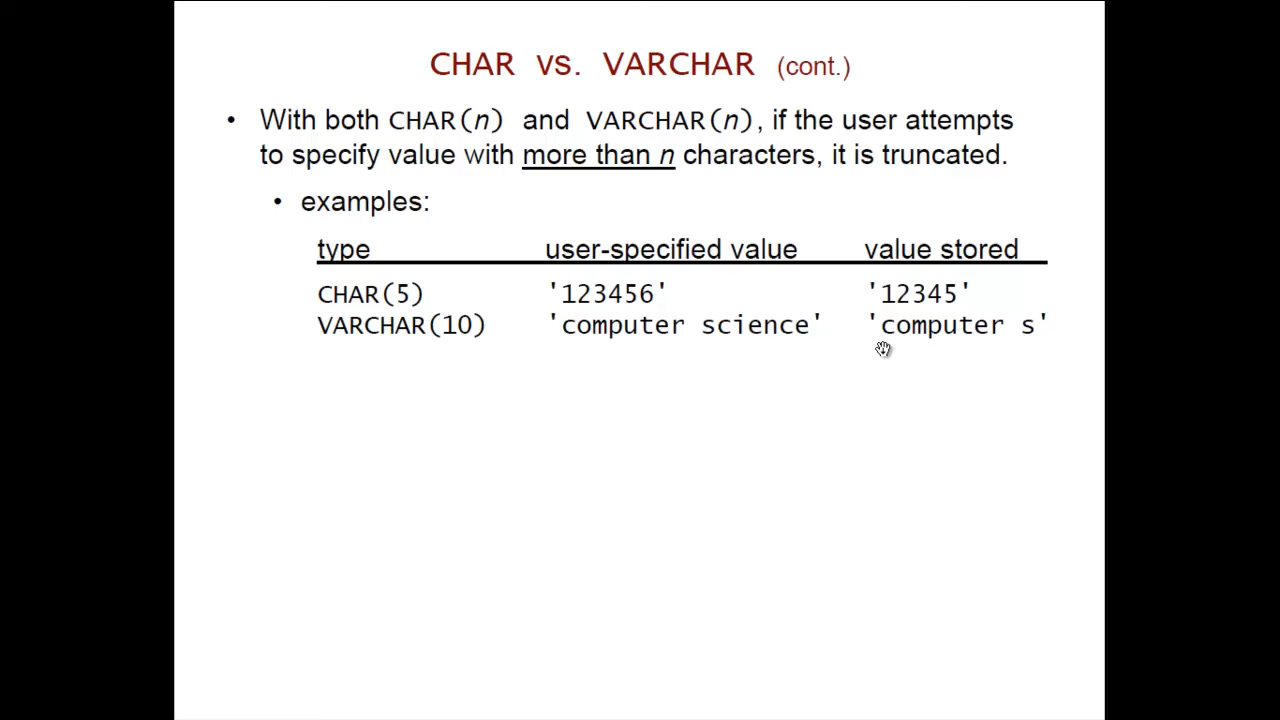 CHAR vs. VARCHAR (cont.)
• With both CHAR(n) and VARCHAR(n), if the user attempts
to specify value with more than n characters, it is truncated.
• examples:
type user-specified value value stored
CHAR(5) '123456' '12345'
VARCHAR(10) 'computer science' 'computer s'